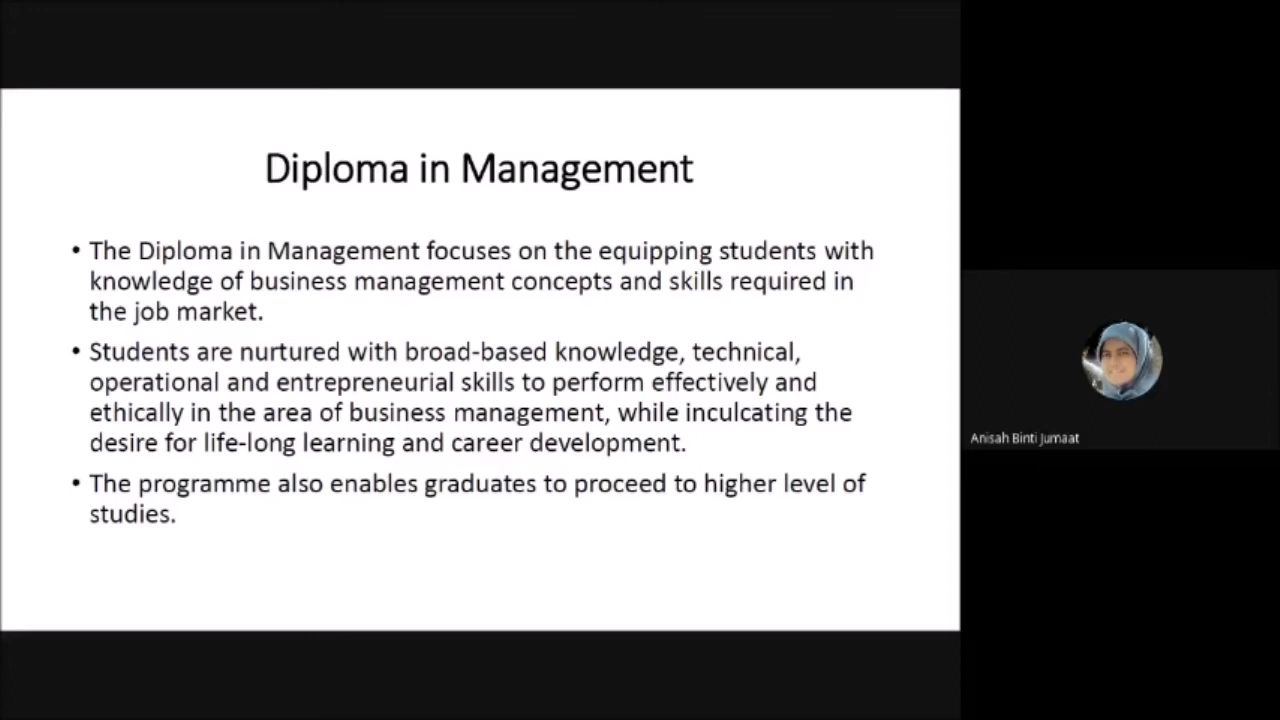 Diploma in Management
• The Diploma in Management focuses on the equipping students with
knowledge of business management concepts and skills required in
the job market.
• Students are nurtured with broad-based knowledge, technical,
operational and entrepreneurial skills to perform effectively and
ethically in the area of business management, while inculcating the
desire for life-long learning and career development.
• The programme also enables graduates to proceed to higher level of
studies.
Anisah Binti Jumaat